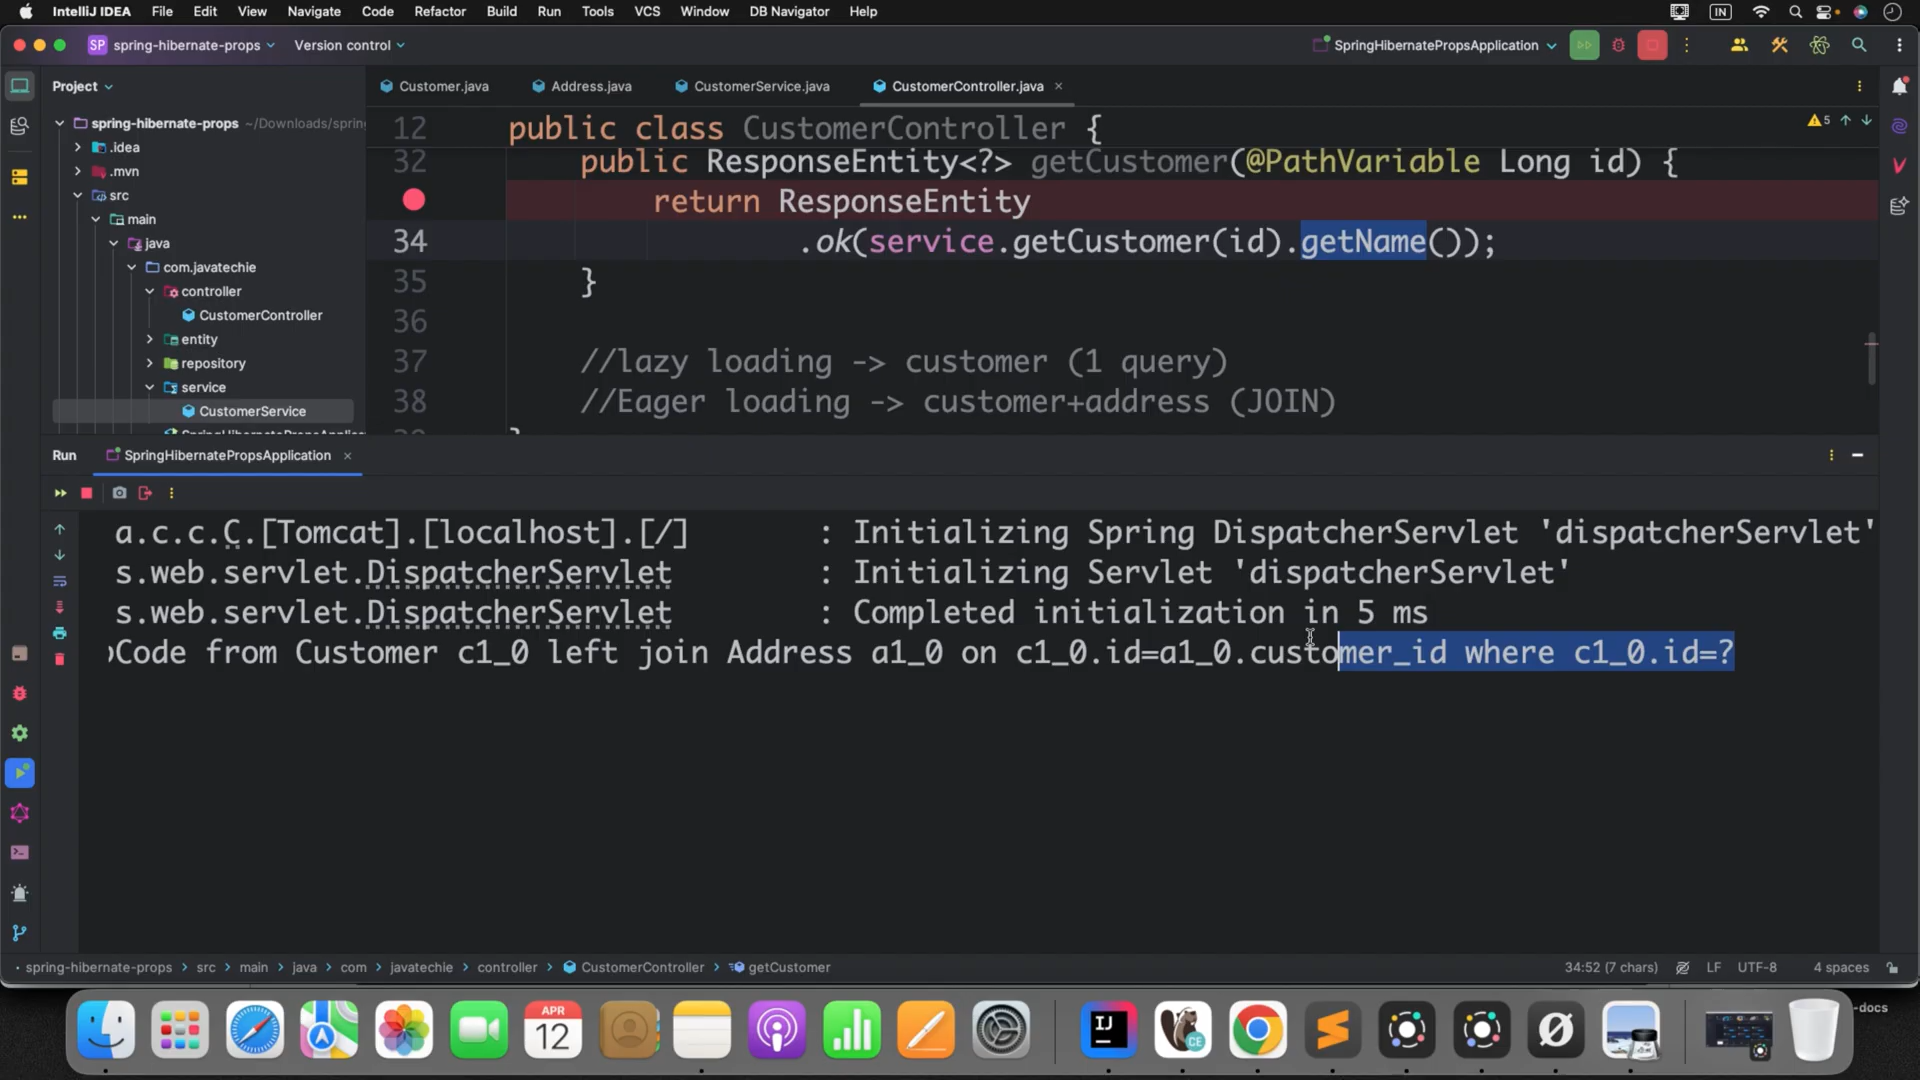 IntelliJ IDEA File Edit View Navigate Code Refactor Build Run Tools VCS Window DB Navigator Help IN
SP spring-hibernate-props Version control SpringHibernatePropsApplication
Project
Customer.java Address.java CustomerService.java CustomerController.java
spring-hibernate-props ~/Downloads/sprin
.idea
.mvn
src
main
java
com.javatechie
controller
CustomerController
entity
repository
service
CustomerService
12 public class CustomerController {
5
32 public ResponseEntity<?> getCustomer(@PathVariable Long id) {
return ResponseEntity
34 .ok(service.getCustomer(id).getName());
35 }
36
37 //lazy loading -> customer (1 query)
38 //Eager loading -> customer+address (JOIN)
Run SpringHibernatePropsApplication
a.c.c.C.[Tomcat].[localhost].[/] : Initializing Spring DispatcherServlet 'dispatcherServlet'
s.web.servlet.DispatcherServlet : Initializing Servlet 'dispatcherServlet'
s.web.servlet.DispatcherServlet : Completed initialization in 5 ms
Code from Customer c1_0 left join Address a1_0 on c1_0.id=a1_0.customer_id where c1_0.id=?
spring-hibernate-props > src > main > java > com > javatechie > controller > CustomerController > getCustomer 34:52 (7 chars) LF UTF-8 4 spaces
APR
12
IJ
CE
-docs